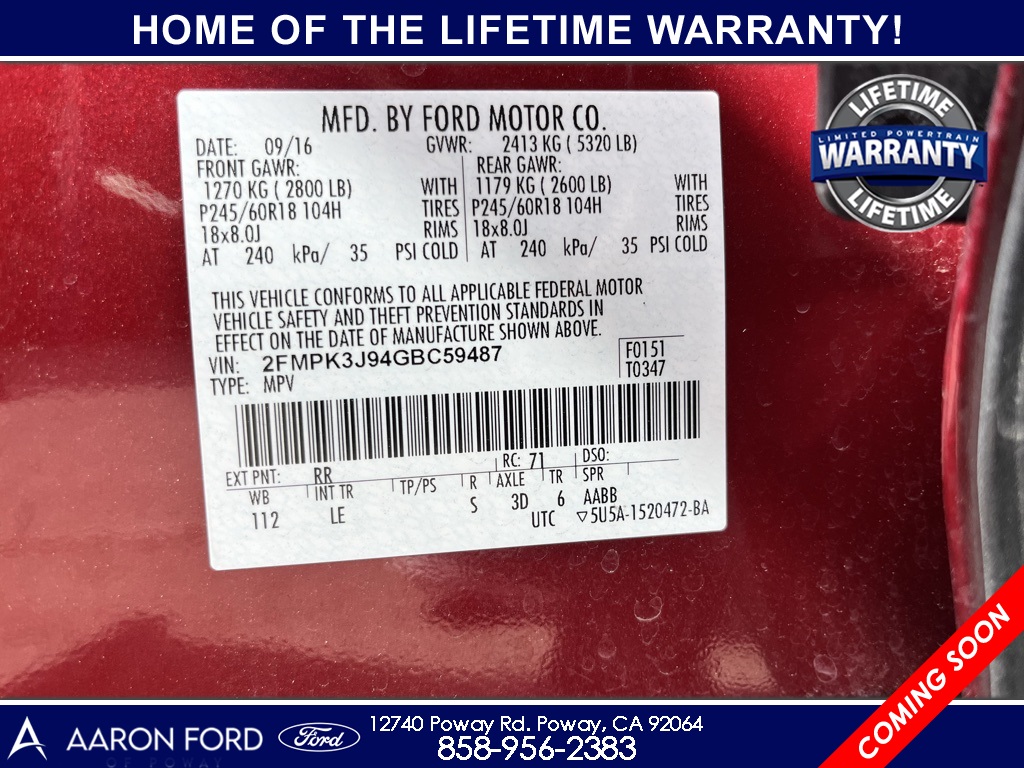 HOME OF THE LIFETIME WARRANTY!
LIFETIME
LIMITED POWERTRAIN
WARRANTY
LIFETIME
MFD. BY FORD MOTOR CO.
DATE: 09/16 GVWR: 2413 KG ( 5320 LB)
FRONT GAWR: REAR GAWR:
1270 KG ( 2800 LB) WITH 1179 KG ( 2600 LB) WITH
P245/60R18 104H TIRES P245/60R18 104H TIRES
18x8.0J RIMS 18x8.0J RIMS
AT 240 kPa/ 35 PSI COLD AT 240 kPa/ 35 PSI COLD
THIS VEHICLE CONFORMS TO ALL APPLICABLE FEDERAL MOTOR
VEHICLE SAFETY AND THEFT PREVENTION STANDARDS IN
EFFECT ON THE DATE OF MANUFACTURE SHOWN ABOVE.
VIN: 2FMPK3J94GBC59487 F0151
TYPE: MPV T0347
EXT PNT: RR RC: 71 DSO:
WB INT TR TP/PS R AXLE TR SPR
112 LE S 3D 6 AABB
UTC ▽5U5A-1520472-BA
COMING SOON
AARON FORD
OF POWAY
Ford
12740 Poway Rd. Poway, CA 92064
858-956-2383